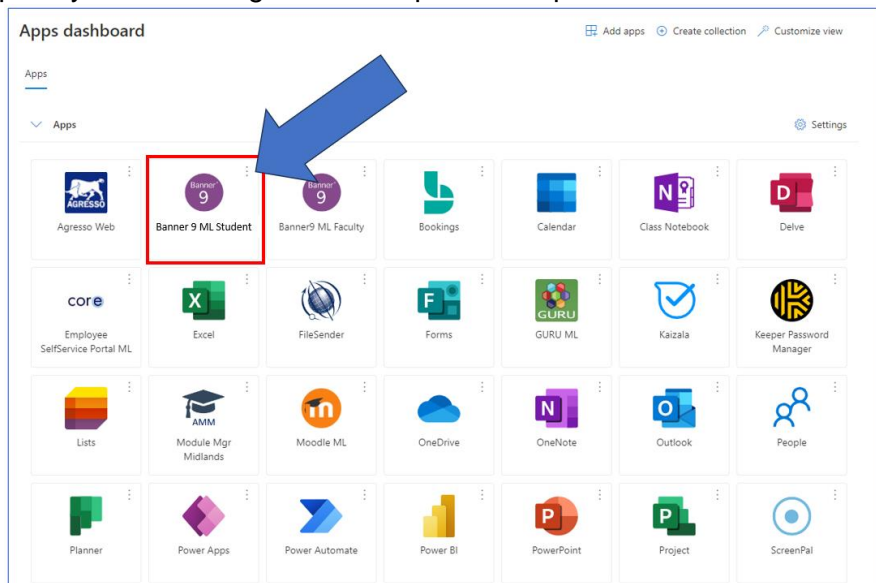 Apps dashboard
Add apps
Create collection
Customize view
Apps
Apps
Settings
AGRESSO
Banner
9
Banner
9
N
D
Agresso Web
Banner 9 ML Student
Banner9 ML Faculty
Bookings
Calendar
Class Notebook
Delve
core
X
F
GURU
Employee
SelfService Portal ML
Excel
FileSender
Forms
GURU ML
Kaizala
Keeper Password
Manager
AMM
m
N
O
Lists
Module Mgr
Midlands
Moodle ML
OneDrive
OneNote
Outlook
People
P
P
Planner
Power Apps
Power Automate
Power BI
PowerPoint
Project
ScreenPal